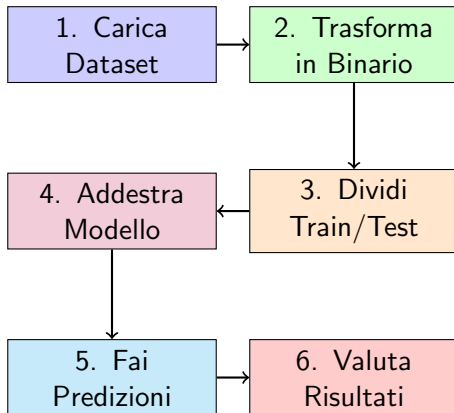 1. Carica
Dataset
2. Trasforma
in Binario
3. Dividi
Train/Test
4. Addestra
Modello
5. Fai
Predizioni
6. Valuta
Risultati